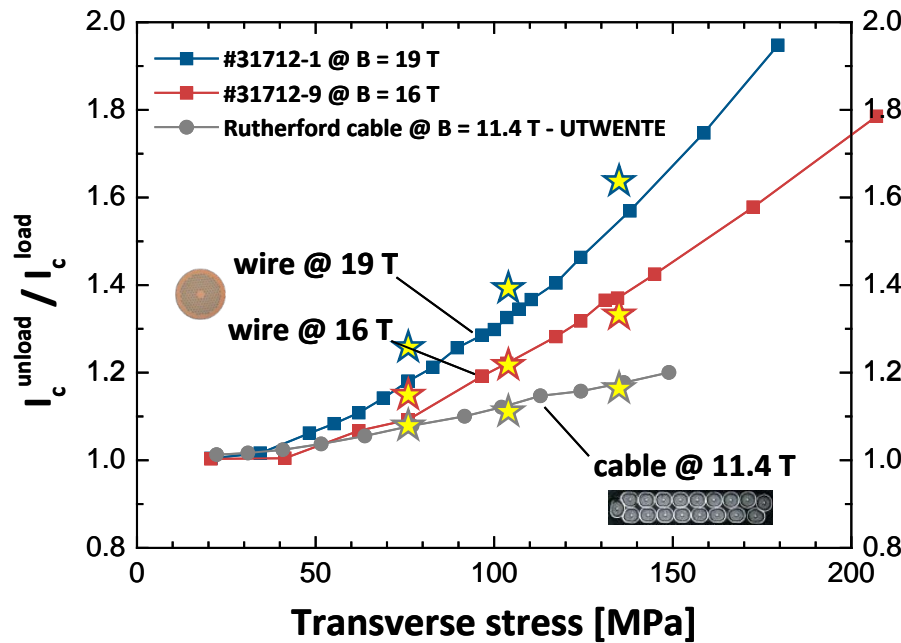 #31712-1 @ B = 19 T
#31712-9 @ B = 16 T
Rutherford cable @ B = 11.4 T - UTWENTE
wire @ 19 T
wire @ 16 T
cable @ 11.4 T
I_c^unload / I_c^load
2.0
1.8
1.6
1.4
1.2
1.0
0.8
2.0
1.8
1.6
1.4
1.2
1.0
0.8
0 50 100 150 200
Transverse stress [MPa]